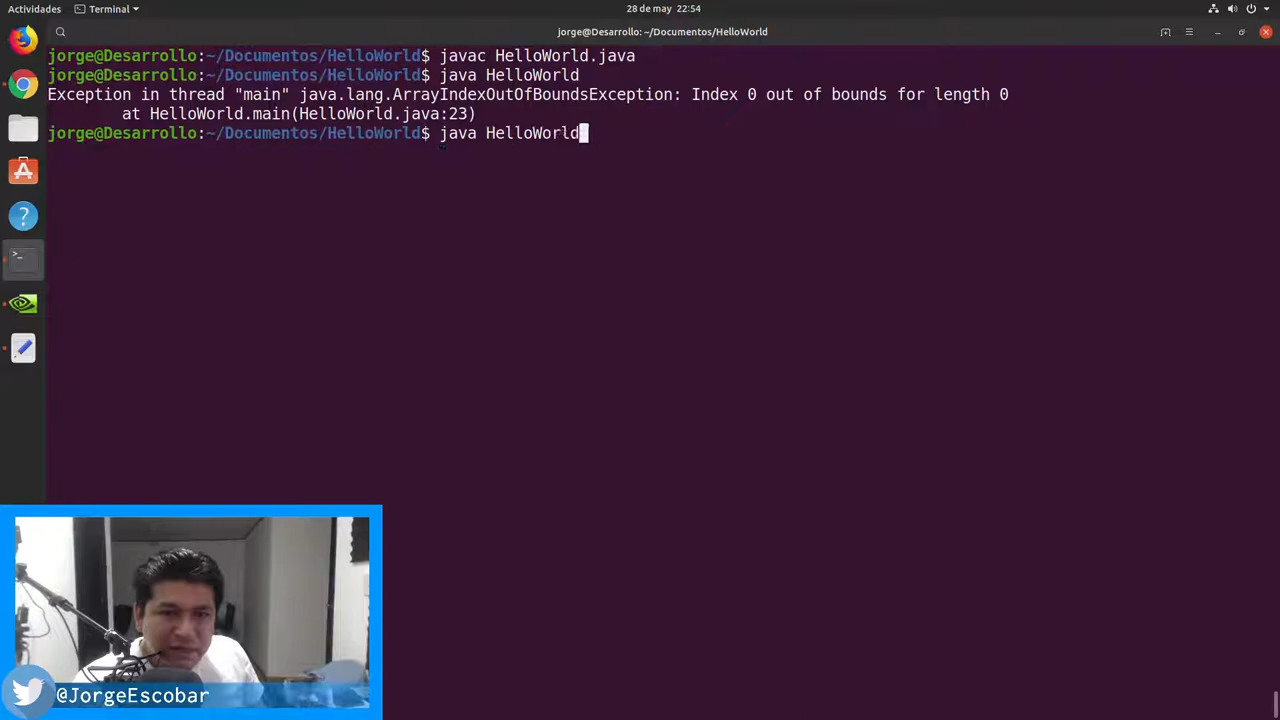 Actividades
Terminal
28 de may 22:54
jorge@Desarrollo: ~/Documentos/HelloWorld
jorge@Desarrollo:~/Documentos/HelloWorld$ javac HelloWorld.java
jorge@Desarrollo:~/Documentos/HelloWorld$ java HelloWorld
Exception in thread "main" java.lang.ArrayIndexOutOfBoundsException: Index 0 out of bounds for length 0
at HelloWorld.main(HelloWorld.java:23)
jorge@Desarrollo:~/Documentos/HelloWorld$ java HelloWorld
@JorgeEscobar